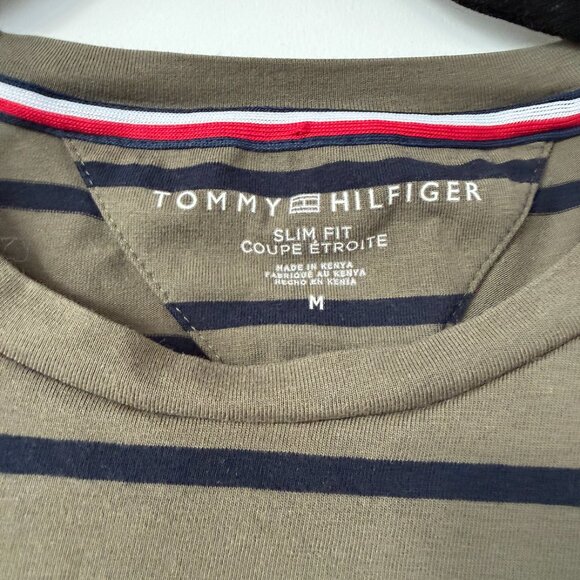 TOMMY HILFIGER
SLIM FIT
COUPE ÉTROITE
MADE IN KENYA
FABRIQUÉ AU KENYA
HECHO EN KENIA
M